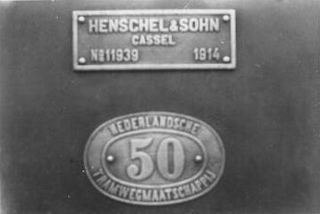 HENSCHEL & SOHN
CASSEL
No 11939 1914
NEDERLANDSCHE
50
TRAMWEGMAATSCHAPPIJ